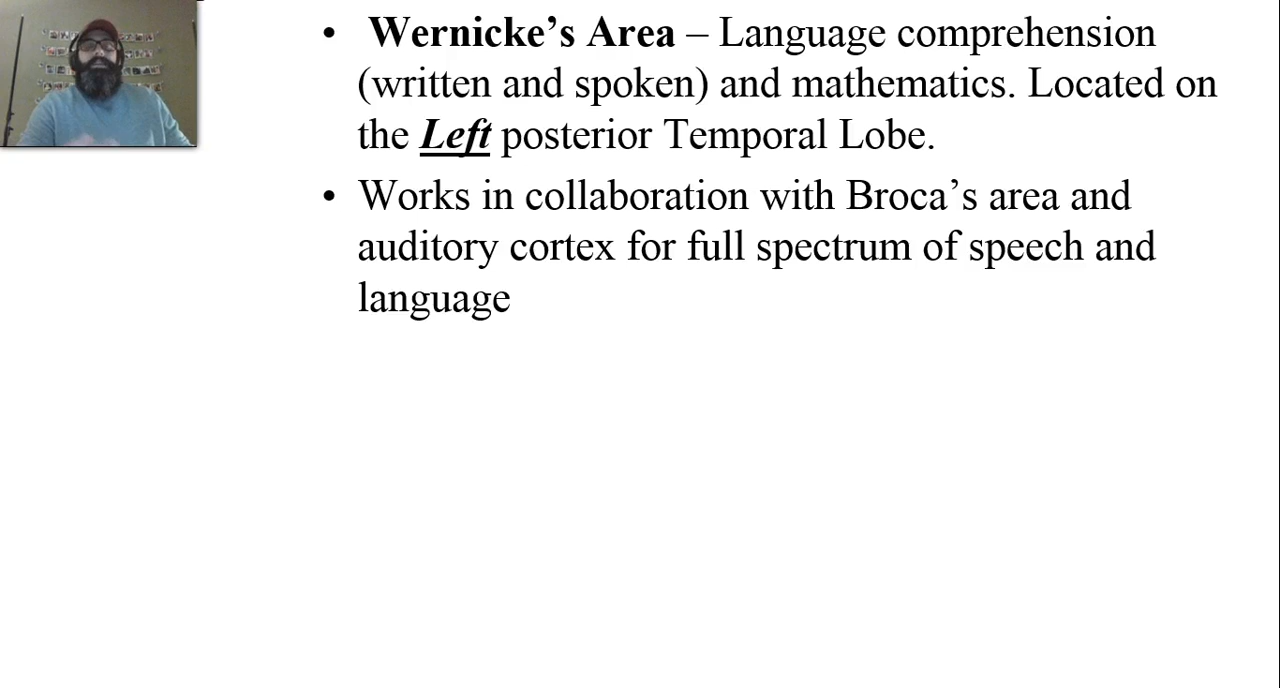 • Wernicke’s Area – Language comprehension
(written and spoken) and mathematics. Located on
the Left posterior Temporal Lobe.
• Works in collaboration with Broca’s area and
auditory cortex for full spectrum of speech and
language